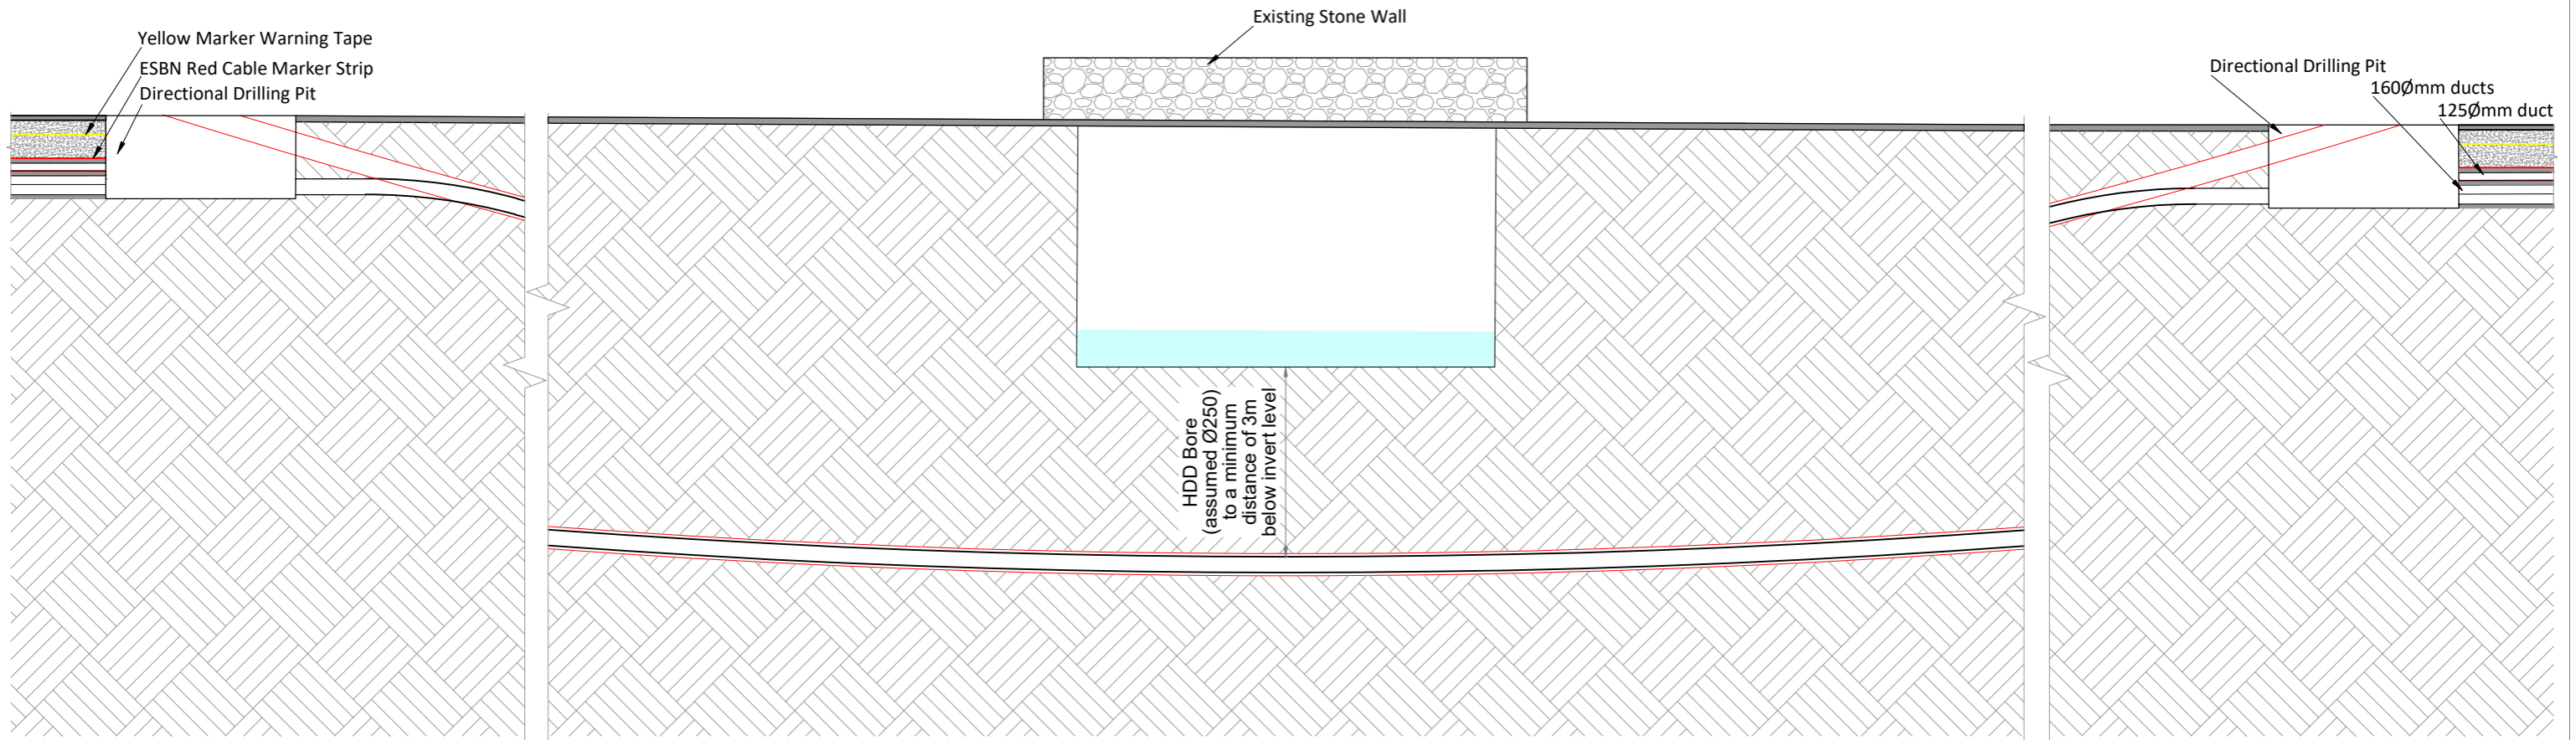 Existing Stone Wall
Yellow Marker Warning Tape
ESBN Red Cable Marker Strip
Directional Drilling Pit
Directional Drilling Pit
160Ømm ducts
125Ømm duct
HDD Bore
(assumed Ø250)
to a minimum
distance of 3m
below invert level